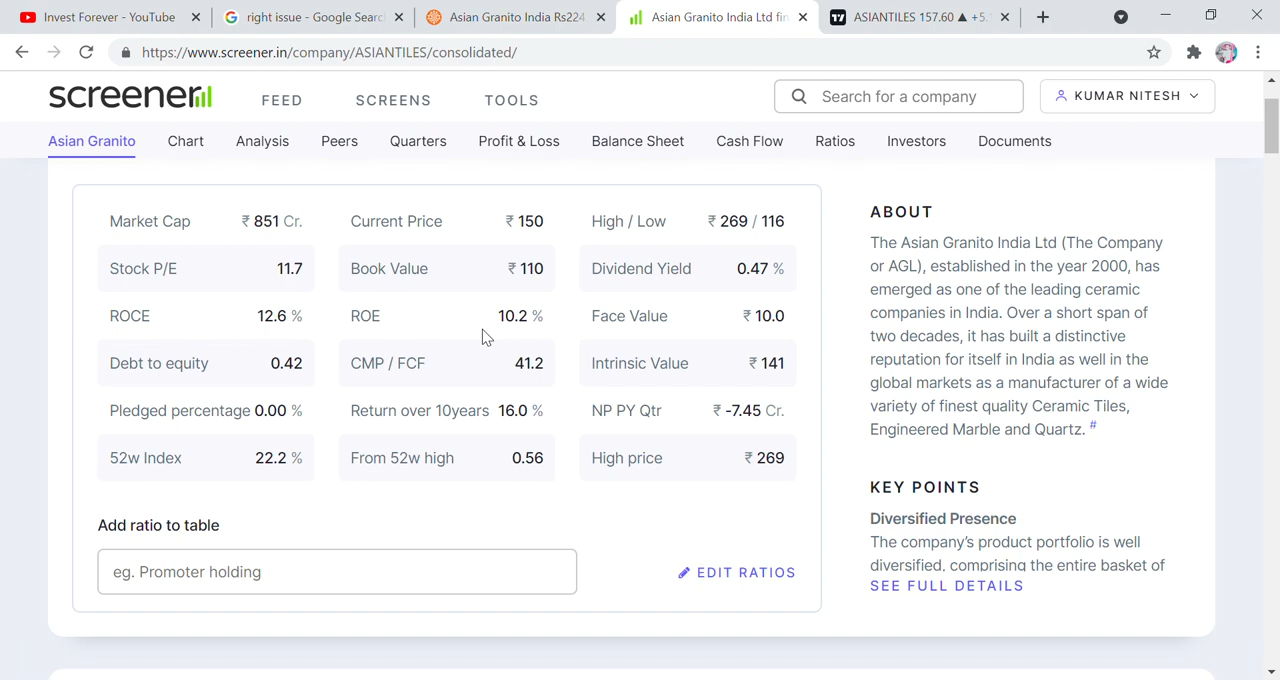 Invest Forever - YouTube
right issue - Google Searc
Asian Granito India Rs224
Asian Granito India Ltd fin
ASIANTILES 157.60 ▲ +5.
https://www.screener.in/company/ASIANTILES/consolidated/
screener
FEED
SCREENS
TOOLS
Search for a company
KUMAR NITESH
Asian Granito
Chart
Analysis
Peers
Quarters
Profit & Loss
Balance Sheet
Cash Flow
Ratios
Investors
Documents
Market Cap ₹ 851 Cr.
Current Price ₹ 150
High / Low ₹ 269 / 116
Stock P/E 11.7
Book Value ₹ 110
Dividend Yield 0.47 %
ROCE 12.6 %
ROE 10.2 %
Face Value ₹ 10.0
Debt to equity 0.42
CMP / FCF 41.2
Intrinsic Value ₹ 141
Pledged percentage 0.00 %
Return over 10years 16.0 %
NP PY Qtr ₹ -7.45 Cr.
52w Index 22.2 %
From 52w high 0.56
High price ₹ 269
Add ratio to table
eg. Promoter holding
EDIT RATIOS
ABOUT
The Asian Granito India Ltd (The Company
or AGL), established in the year 2000, has
emerged as one of the leading ceramic
companies in India. Over a short span of
two decades, it has built a distinctive
reputation for itself in India as well in the
global markets as a manufacturer of a wide
variety of finest quality Ceramic Tiles,
Engineered Marble and Quartz. #
KEY POINTS
Diversified Presence
The company's product portfolio is well
diversified, comprising the entire basket of
SEE FULL DETAILS